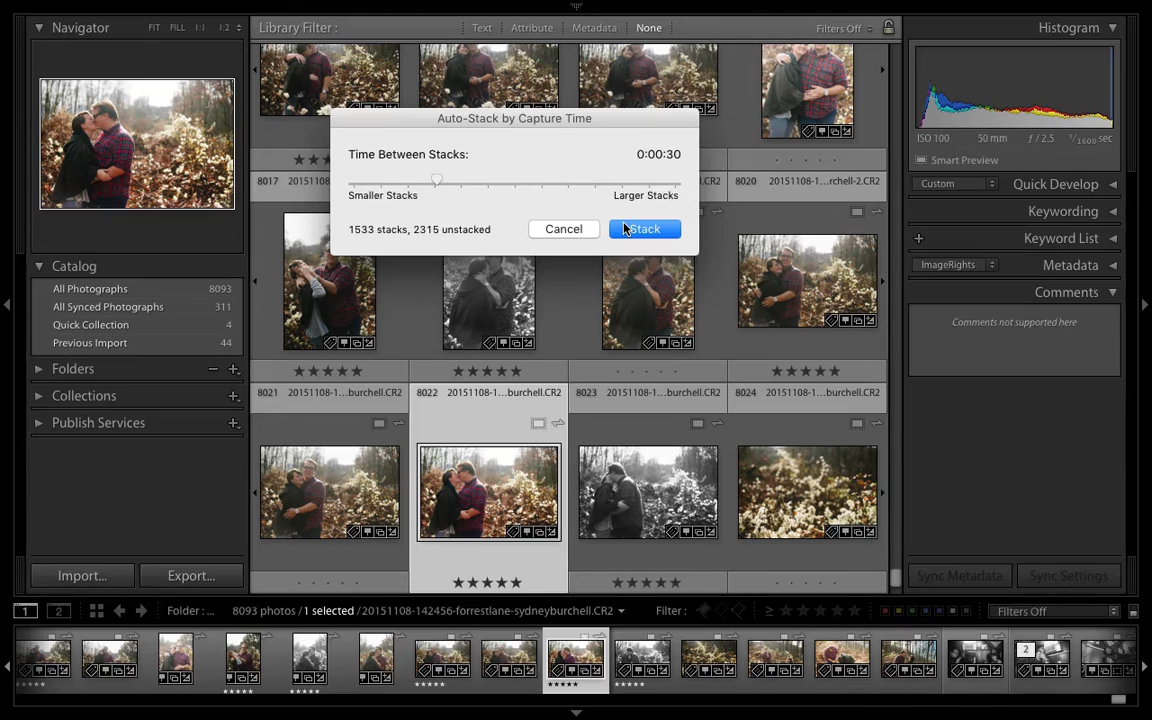 Navigator FIT FILL 1:1 1:2
Library Filter : Text Attribute Metadata None Filters Off
Histogram
ISO 100 50 mm ƒ / 2.5 1/1600 sec
Smart Preview
Custom Quick Develop
Keywording
Keyword List
ImageRights Metadata
Comments
Comments not supported here
Auto-Stack by Capture Time
Time Between Stacks: 0:00:30
Smaller Stacks Larger Stacks
1533 stacks, 2315 unstacked Cancel Stack
Catalog
All Photographs 8093
All Synced Photographs 311
Quick Collection 4
Previous Import 44
Folders
Collections
Publish Services
8017 8020 20151108-1...rchell-2.CR2
8021 20151108-1...burchell.CR2 8022 20151108-1...burchell.CR2 8023 20151108-1...burchell.CR2 8024 20151108-1...burchell.CR2
Import... Export...
Sync Metadata Sync Settings
1 2 Folder : ... 8093 photos / 1 selected / 20151108-142456-forrestlane-sydneyburchell.CR2 Filter : Filters Off
2